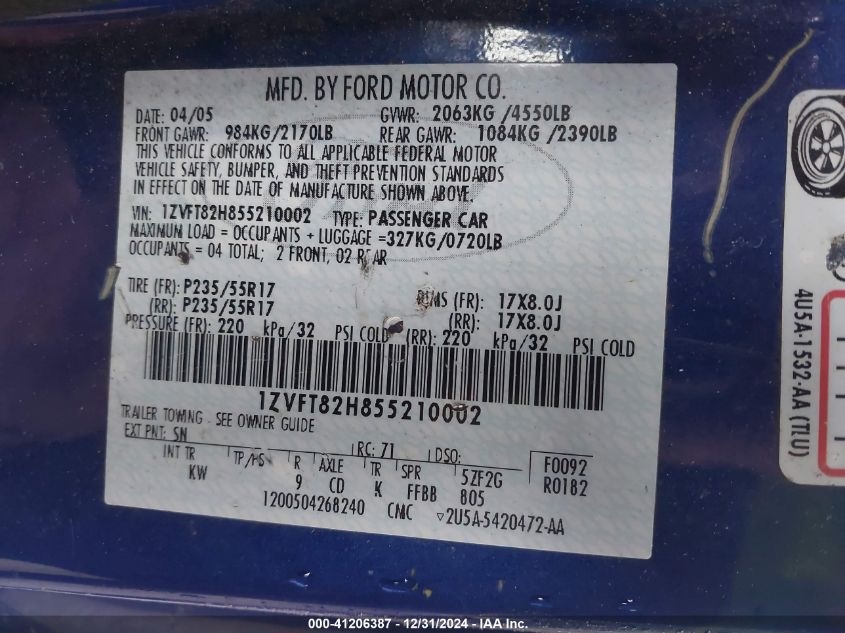 MFD. BY FORD MOTOR CO.
DATE: 04/05 GVWR: 2063KG /4550LB
FRONT GAWR: 984KG/2170LB REAR GAWR: 1084KG /2390LB
THIS VEHICLE CONFORMS TO ALL APPLICABLE FEDERAL MOTOR
VEHICLE SAFETY, BUMPER, AND THEFT PREVENTION STANDARDS
IN EFFECT ON THE DATE OF MANUFACTURE SHOWN ABOVE.
VIN: 1ZVFT82H855210002 TYPE: PASSENGER CAR
MAXIMUM LOAD = OCCUPANTS + LUGGAGE =327KG/0720LB
OCCUPANTS = 04 TOTAL; 2 FRONT, 02 REAR
TIRE (FR): P235/55R17 RIMS (FR): 17X8.0J
(RR): P235/55R17 (RR): 17X8.0J
PRESSURE (FR): 220 kPa/32 PSI COLD (RR): 220 kPa/32 PSI COLD
1ZVFT82H855210002
TRAILER TOWING - SEE OWNER GUIDE
EXT PNT: SN RC: 71 DSO:
INT TR TP/PS R AXLE TR SPR 5ZF2G F0092
KW 9 CD K FFBB 805 R0182
1200504268240 CMC ▽2U5A-5420472-AA
4U5A-1532-AA (TLU)
000-41206387 - 12/31/2024 - IAA Inc.